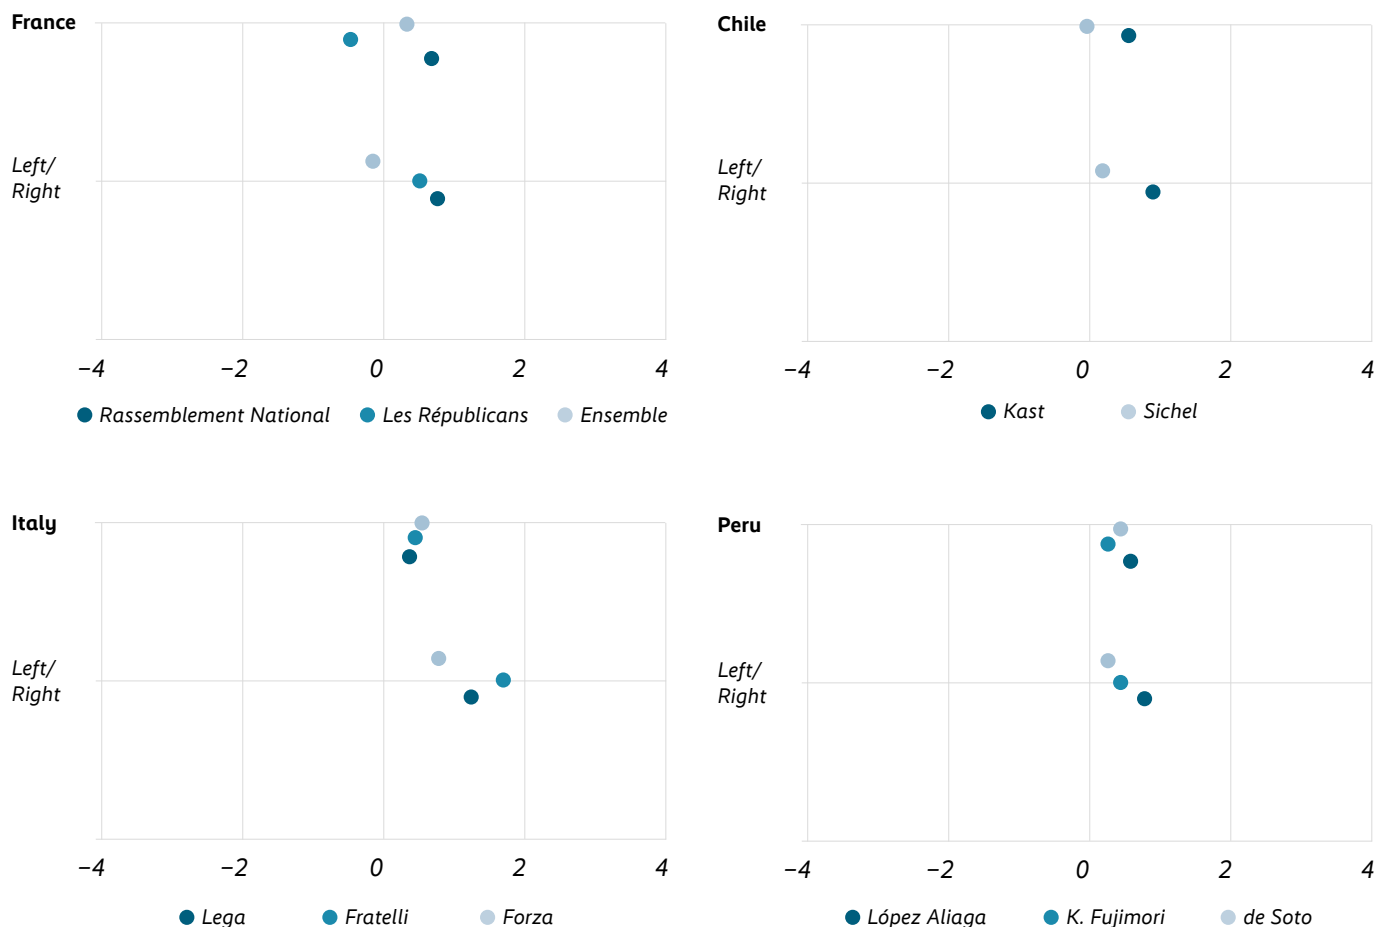 France
Left/
Right
−4 −2 0 2 4
Rassemblement National Les Républicans Ensemble
Chile
Left/
Right
−4 −2 0 2 4
Kast Sichel
Italy
Left/
Right
−4 −2 0 2 4
Lega Fratelli Forza
Peru
Left/
Right
−4 −2 0 2 4
López Aliaga K. Fujimori de Soto